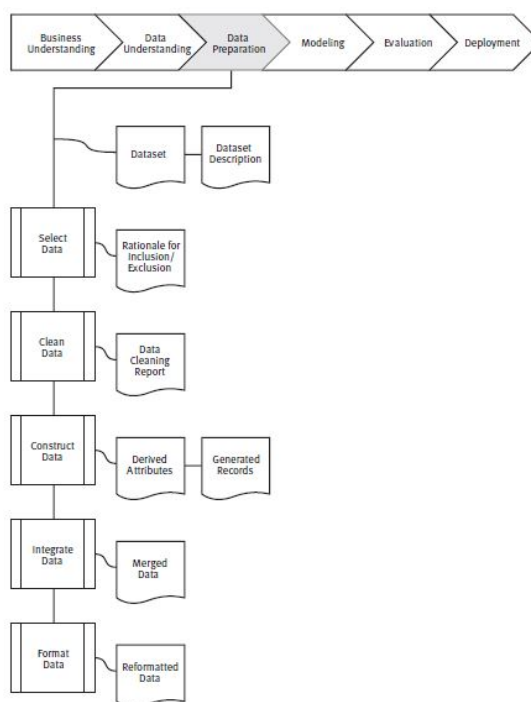 Business
Understanding
Data
Understanding
Data
Preparation
Modeling
Evaluation
Deployment
Dataset
Dataset
Description
Select
Data
Rationale for
Inclusion/
Exclusion
Clean
Data
Data
Cleaning
Report
Construct
Data
Derived
Attributes
Generated
Records
Integrate
Data
Merged
Data
Format
Data
Reformatted
Data